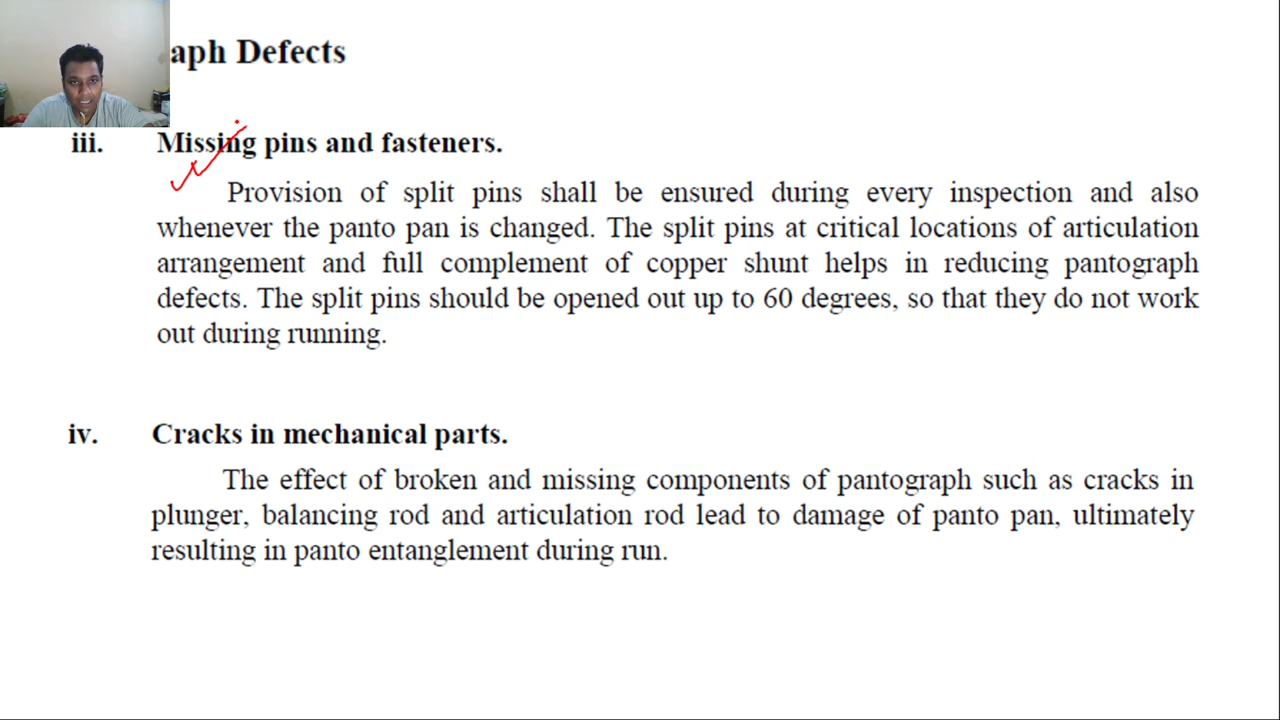 aph Defects
iii. Missing pins and fasteners.
Provision of split pins shall be ensured during every inspection and also
whenever the panto pan is changed. The split pins at critical locations of articulation
arrangement and full complement of copper shunt helps in reducing pantograph
defects. The split pins should be opened out up to 60 degrees, so that they do not work
out during running.
iv. Cracks in mechanical parts.
The effect of broken and missing components of pantograph such as cracks in
plunger, balancing rod and articulation rod lead to damage of panto pan, ultimately
resulting in panto entanglement during run.